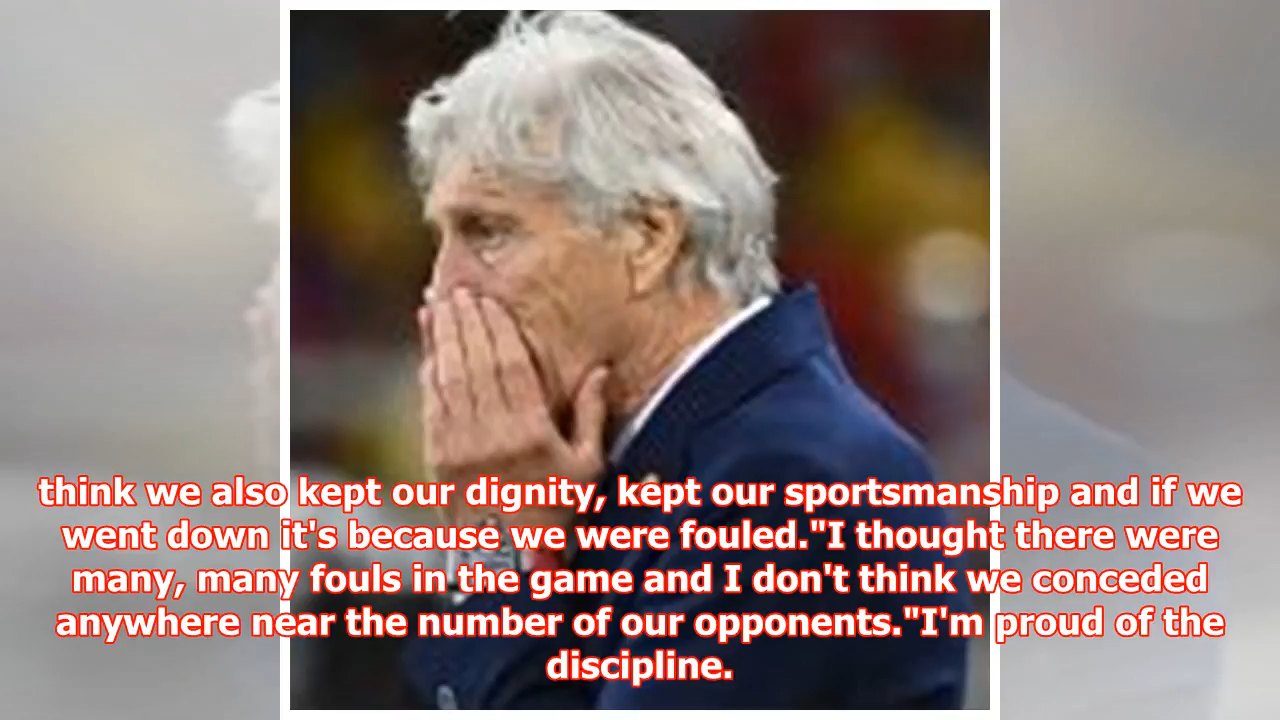 think we also kept our dignity, kept our sportsmanship and if we
went down it's because we were fouled."I thought there were
many, many fouls in the game and I don't think we conceded
anywhere near the number of our opponents."I'm proud of the
discipline.